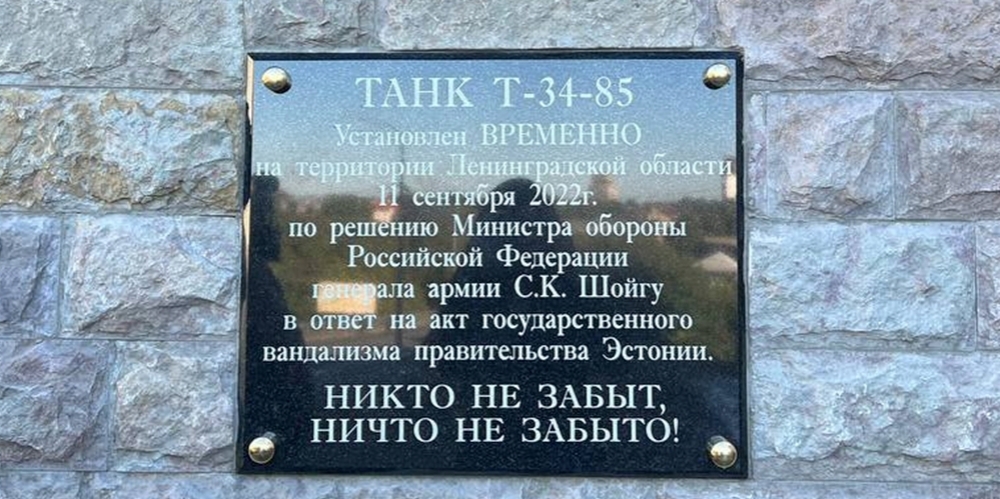 ТАНК Т-34-85
Установлен ВРЕМЕННО
на территории Ленинградской области
11 сентября 2022г.
по решению Министра обороны
Российской Федерации
генерала армии С.К. Шойгу
в ответ на акт государственного
вандализма правительства Эстонии.
НИКТО НЕ ЗАБЫТ,
НИЧТО НЕ ЗАБЫТО!